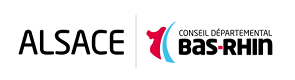 ALSACE
CONSEIL DÉPARTEMENTAL
BAS-RHIN